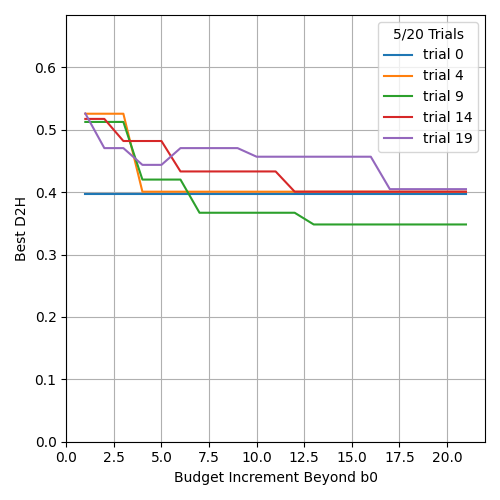 5/20 Trials
trial 0
trial 4
trial 9
trial 14
trial 19
Best D2H
0.6
0.5
0.4
0.3
0.2
0.1
0.0
0.0 2.5 5.0 7.5 10.0 12.5 15.0 17.5 20.0
Budget Increment Beyond b0